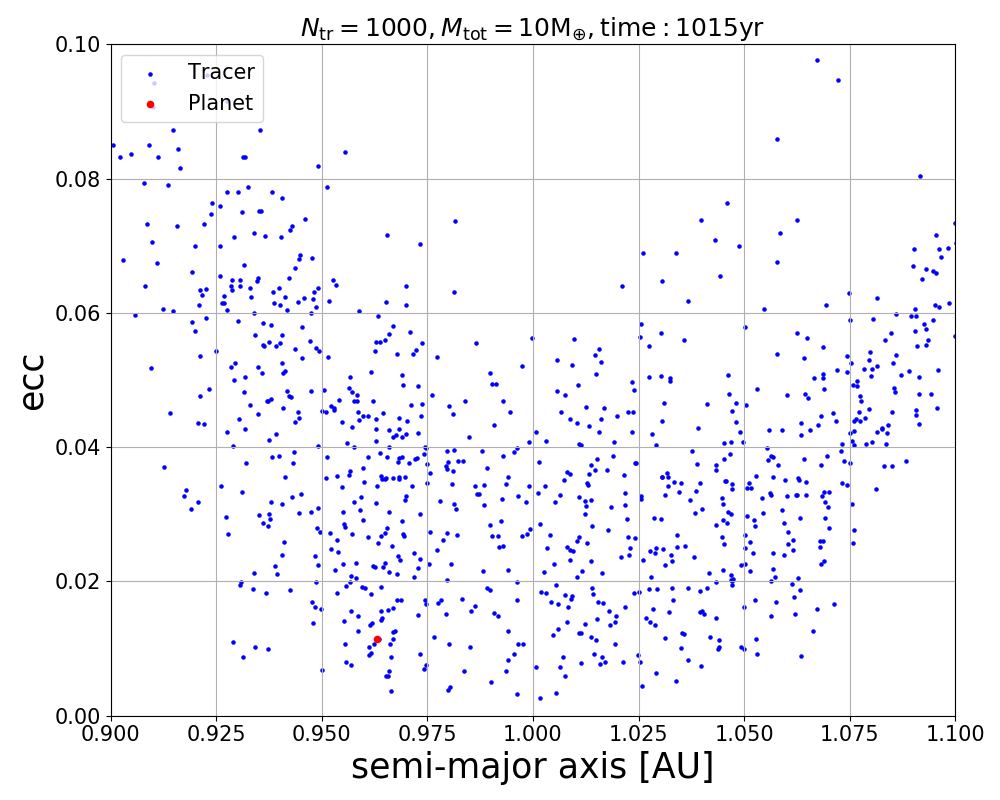 N_tr = 1000, M_tot = 10M_⊕, time : 1015yr
0.10
0.08
0.06
0.04
0.02
0.00
ecc
Tracer
Planet
0.900 0.925 0.950 0.975 1.000 1.025 1.050 1.075 1.100
semi-major axis [AU]